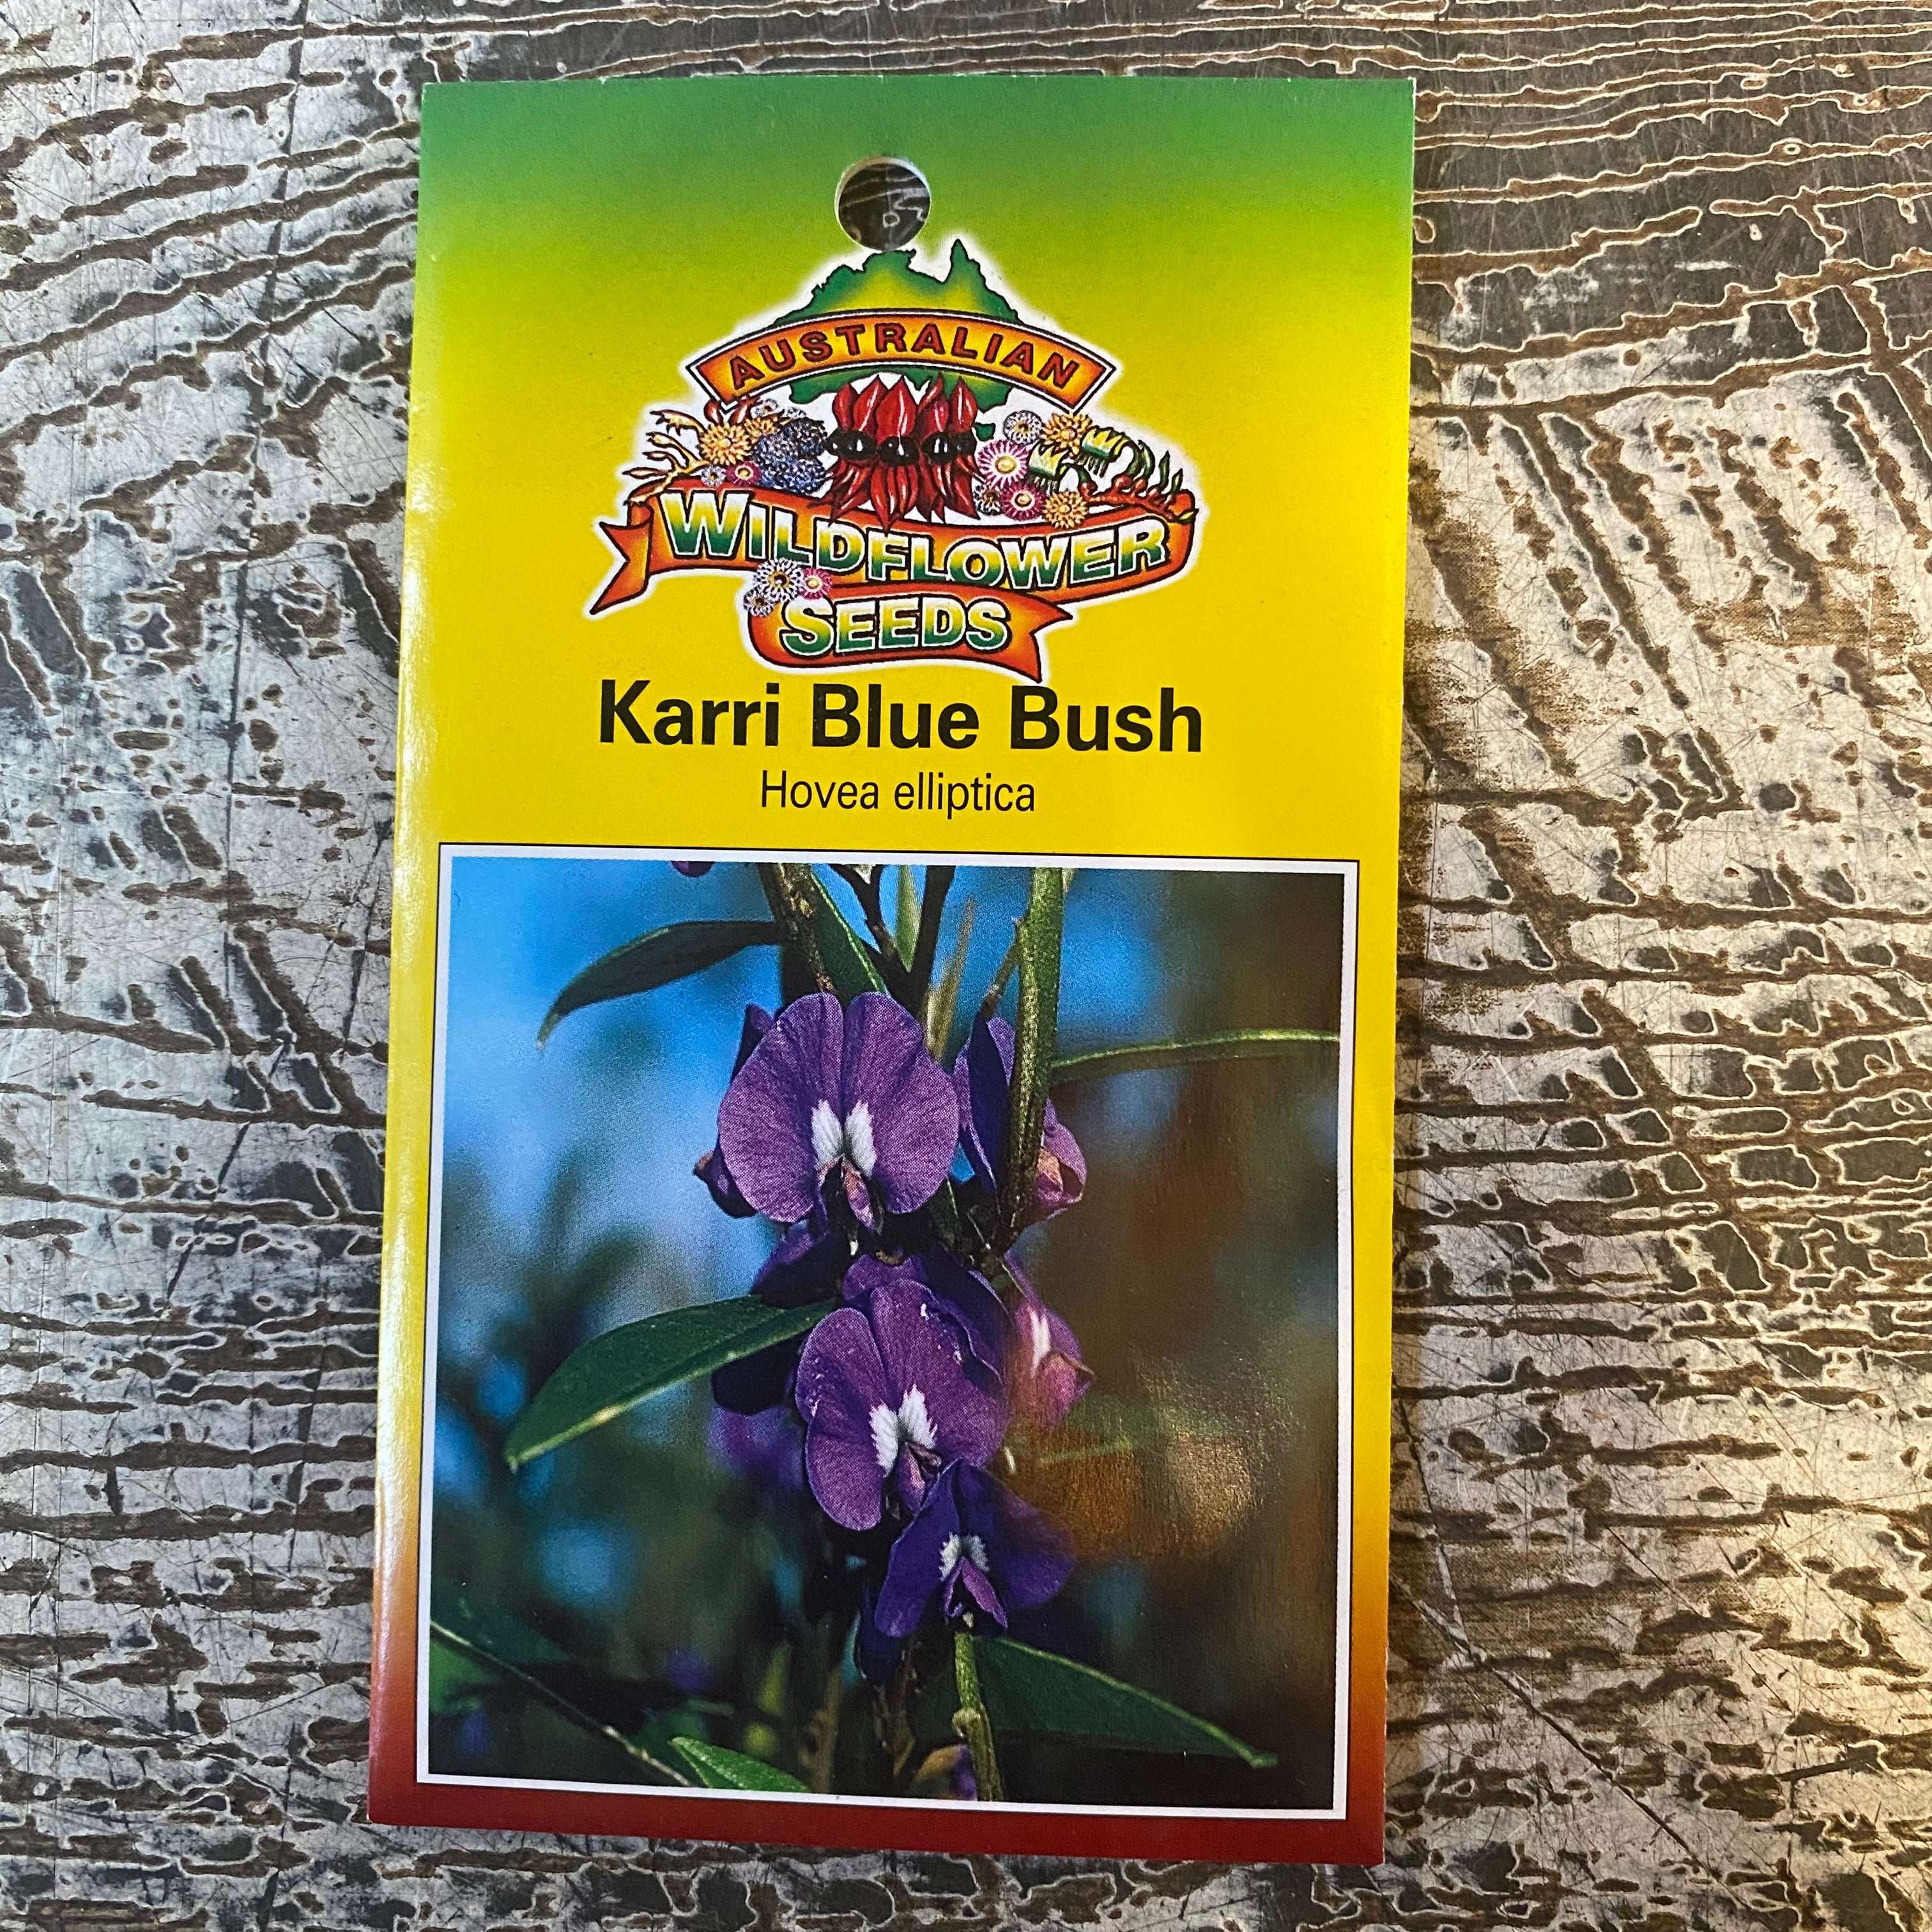 AUSTRALIAN
WILDFLOWER
SEEDS
Karri Blue Bush
Hovea elliptica